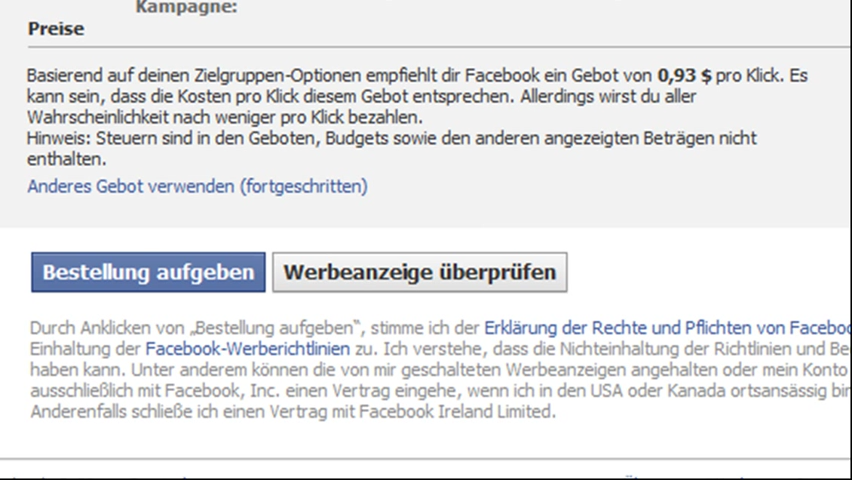 Kampagne:
Preise
Basierend auf deinen Zielgruppen-Optionen empfiehlt dir Facebook ein Gebot von 0,93 $ pro Klick. Es
kann sein, dass die Kosten pro Klick diesem Gebot entsprechen. Allerdings wirst du aller
Wahrscheinlichkeit nach weniger pro Klick bezahlen.
Hinweis: Steuern sind in den Geboten, Budgets sowie den anderen angezeigten Beträgen nicht
enthalten.
Anderes Gebot verwenden (fortgeschritten)
Bestellung aufgeben Werbeanzeige überprüfen
Durch Anklicken von „Bestellung aufgeben“, stimme ich der Erklärung der Rechte und Pflichten von Faceboo
Einhaltung der Facebook-Werberichtlinien zu. Ich verstehe, dass die Nichteinhaltung der Richtlinien und Be
haben kann. Unter anderem können die von mir geschalteten Werbeanzeigen angehalten oder mein Konto
ausschließlich mit Facebook, Inc. einen Vertrag eingehe, wenn ich in den USA oder Kanada ortsansässig bin
Anderenfalls schließe ich einen Vertrag mit Facebook Ireland Limited.